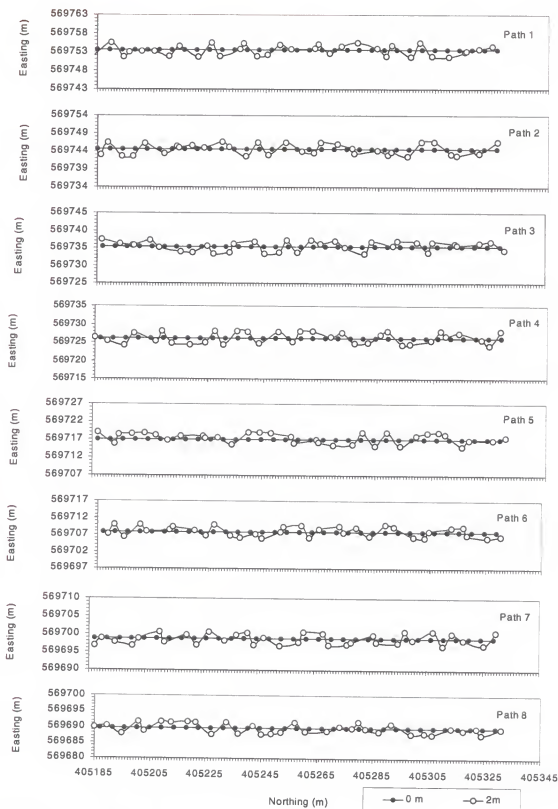 569763
569758
569753
569748
569743
Easting (m)
Path 1
569754
569749
569744
569739
569734
Easting (m)
Path 2
569745
569740
569735
569730
569725
Easting (m)
Path 3
569735
569730
569725
569720
569715
Easting (m)
Path 4
569727
569722
569717
569712
569707
Easting (m)
Path 5
569717
569712
569707
569702
569697
Easting (m)
Path 6
569710
569705
569700
569695
569690
Easting (m)
Path 7
569700
569695
569690
569685
569680
Easting (m)
Path 8
405185 405205 405225 405245 405265 405285 405305 405325 405345
Northing (m)
0 m 2m